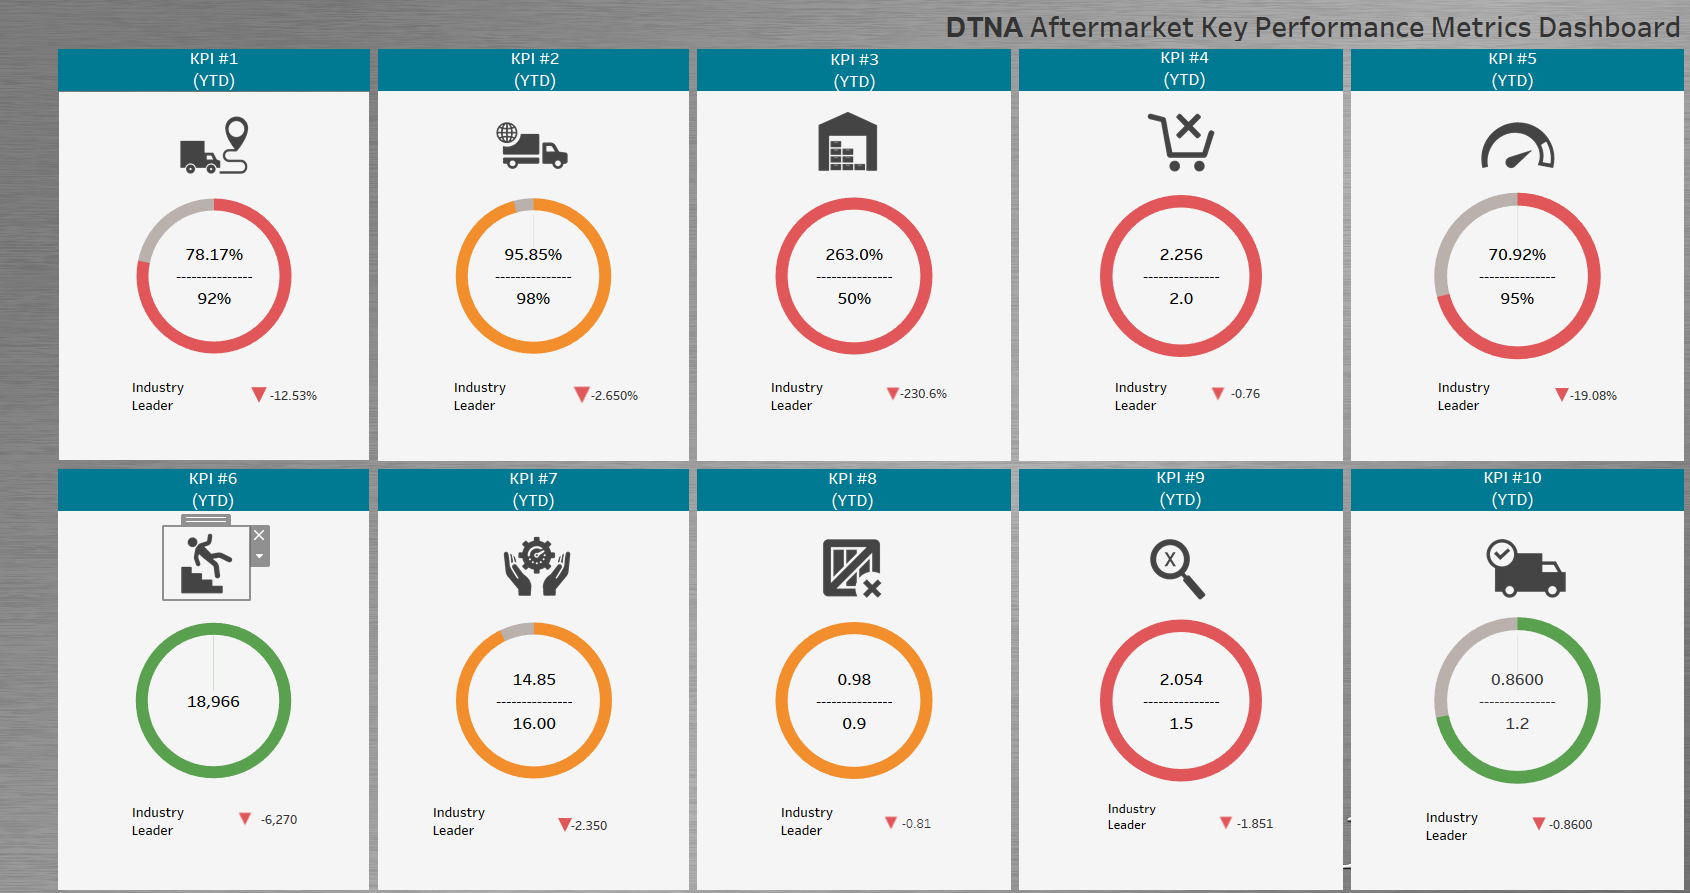 DTNA Aftermarket Key Performance Metrics Dashboard
KPI #1
(YTD)
78.17%
---------------
92%
Industry
Leader
-12.53%
KPI #2
(YTD)
95.85%
---------------
98%
Industry
Leader
-2.650%
KPI #3
(YTD)
263.0%
---------------
50%
Industry
Leader
-230.6%
KPI #4
(YTD)
2.256
---------------
2.0
Industry
Leader
-0.76
KPI #5
(YTD)
70.92%
---------------
95%
Industry
Leader
-19.08%
KPI #6
(YTD)
18,966
Industry
Leader
-6,270
KPI #7
(YTD)
14.85
---------------
16.00
Industry
Leader
-2.350
KPI #8
(YTD)
0.98
---------------
0.9
Industry
Leader
-0.81
KPI #9
(YTD)
X
2.054
---------------
1.5
Industry
Leader
-1.851
KPI #10
(YTD)
0.8600
---------------
1.2
Industry
Leader
-0.8600